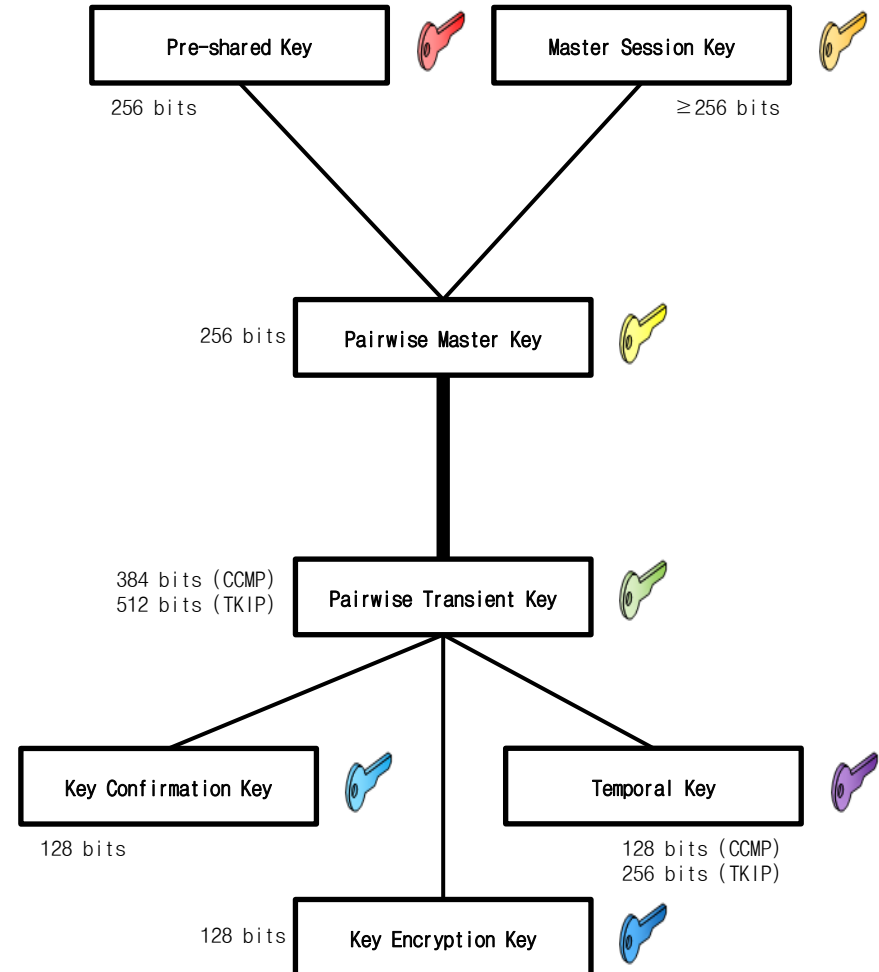 Pre-shared Key
Master Session Key
256 bits
≥256 bits
256 bits
Pairwise Master Key
384 bits (CCMP)
512 bits (TKIP)
Pairwise Transient Key
Key Confirmation Key
Temporal Key
128 bits
128 bits (CCMP)
256 bits (TKIP)
128 bits
Key Encryption Key